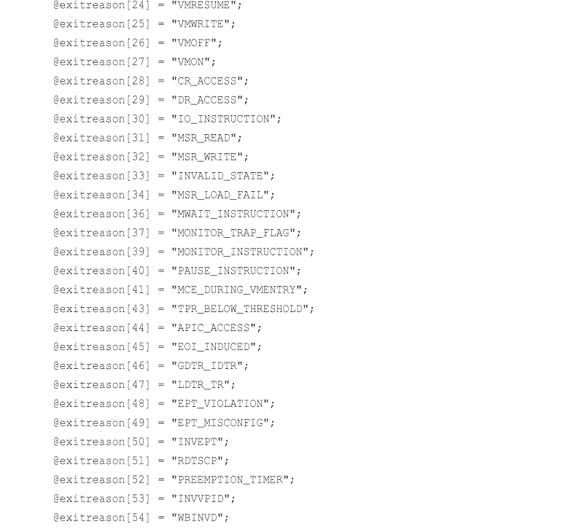 @exitreason[24] = "VMRESUME";
@exitreason[25] = "VMWRITE";
@exitreason[26] = "VMOFF";
@exitreason[27] = "VMON";
@exitreason[28] = "CR_ACCESS";
@exitreason[29] = "DR_ACCESS";
@exitreason[30] = "IO_INSTRUCTION";
@exitreason[31] = "MSR_READ";
@exitreason[32] = "MSR_WRITE";
@exitreason[33] = "INVALID_STATE";
@exitreason[34] = "MSR_LOAD_FAIL";
@exitreason[36] = "MWAIT_INSTRUCTION";
@exitreason[37] = "MONITOR_TRAP_FLAG";
@exitreason[39] = "MONITOR_INSTRUCTION";
@exitreason[40] = "PAUSE_INSTRUCTION";
@exitreason[41] = "MCE_DURING_VMENTRY";
@exitreason[43] = "TPR_BELOW_THRESHOLD";
@exitreason[44] = "APIC_ACCESS";
@exitreason[45] = "EOI_INDUCED";
@exitreason[46] = "GDTR_IDTR";
@exitreason[47] = "LDTR_TR";
@exitreason[48] = "EPT_VIOLATION";
@exitreason[49] = "EPT_MISCONFIG";
@exitreason[50] = "INVEPT";
@exitreason[51] = "RDTSCP";
@exitreason[52] = "PREEMPTION_TIMER";
@exitreason[53] = "INVVPID";
@exitreason[54] = "WBINVD";